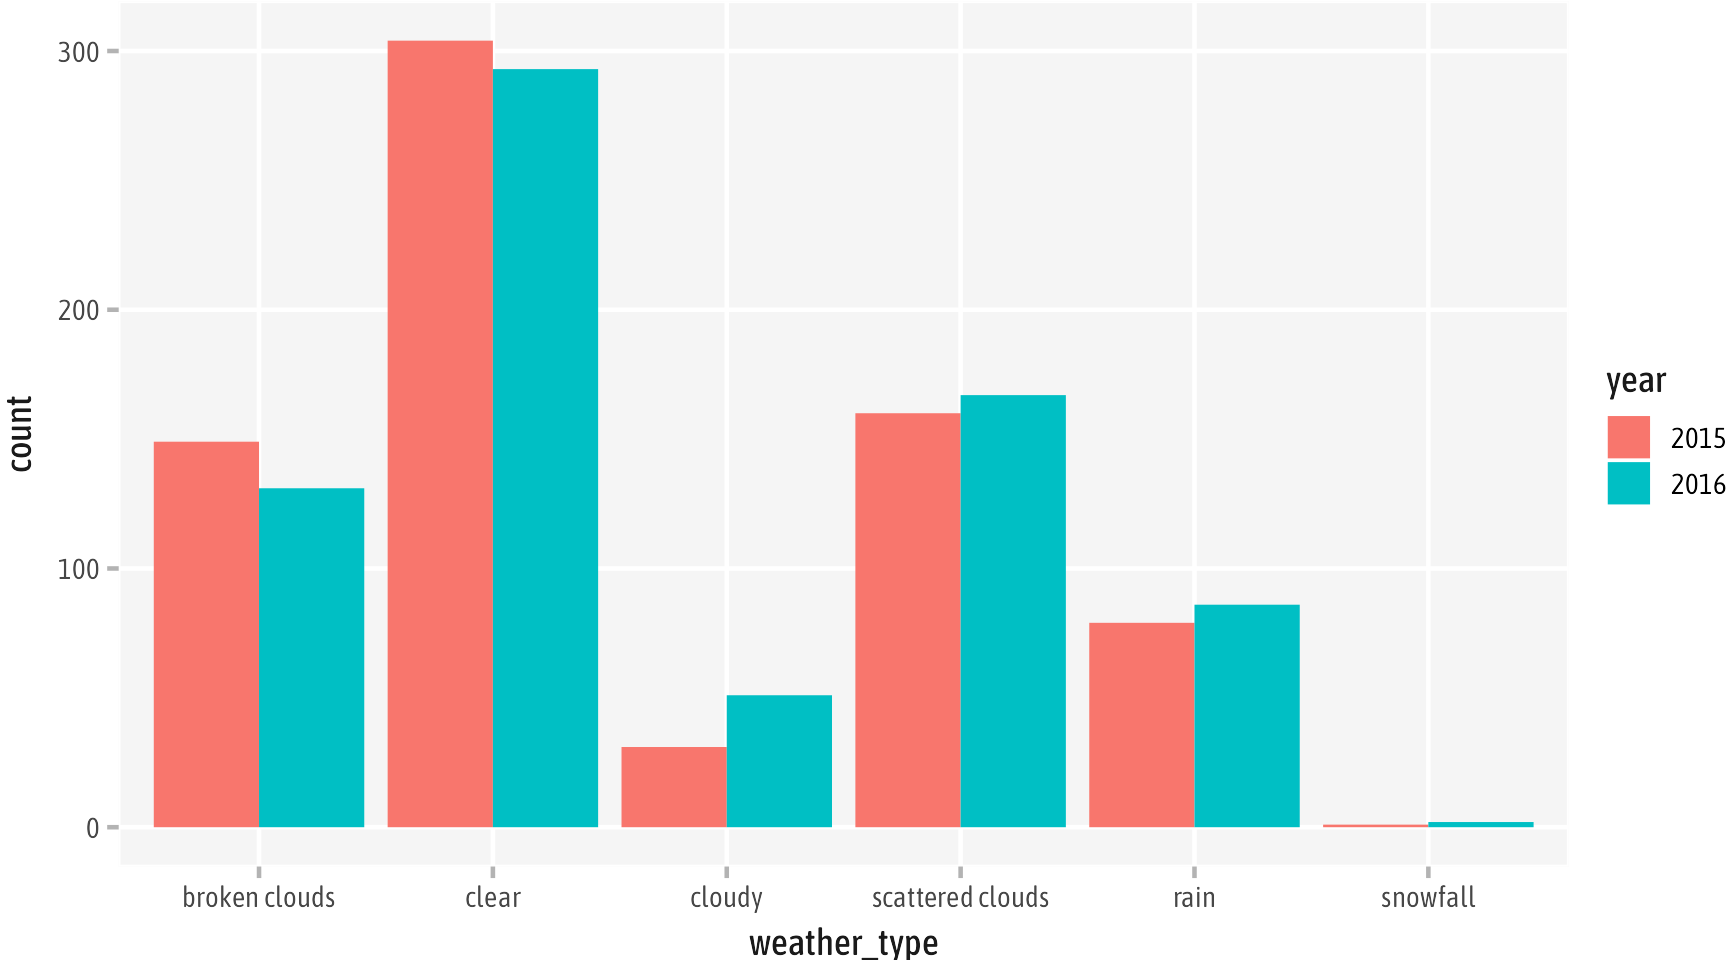 300
200
100
0
count
broken clouds
clear
cloudy
scattered clouds
rain
snowfall
weather_type
year
2015
2016